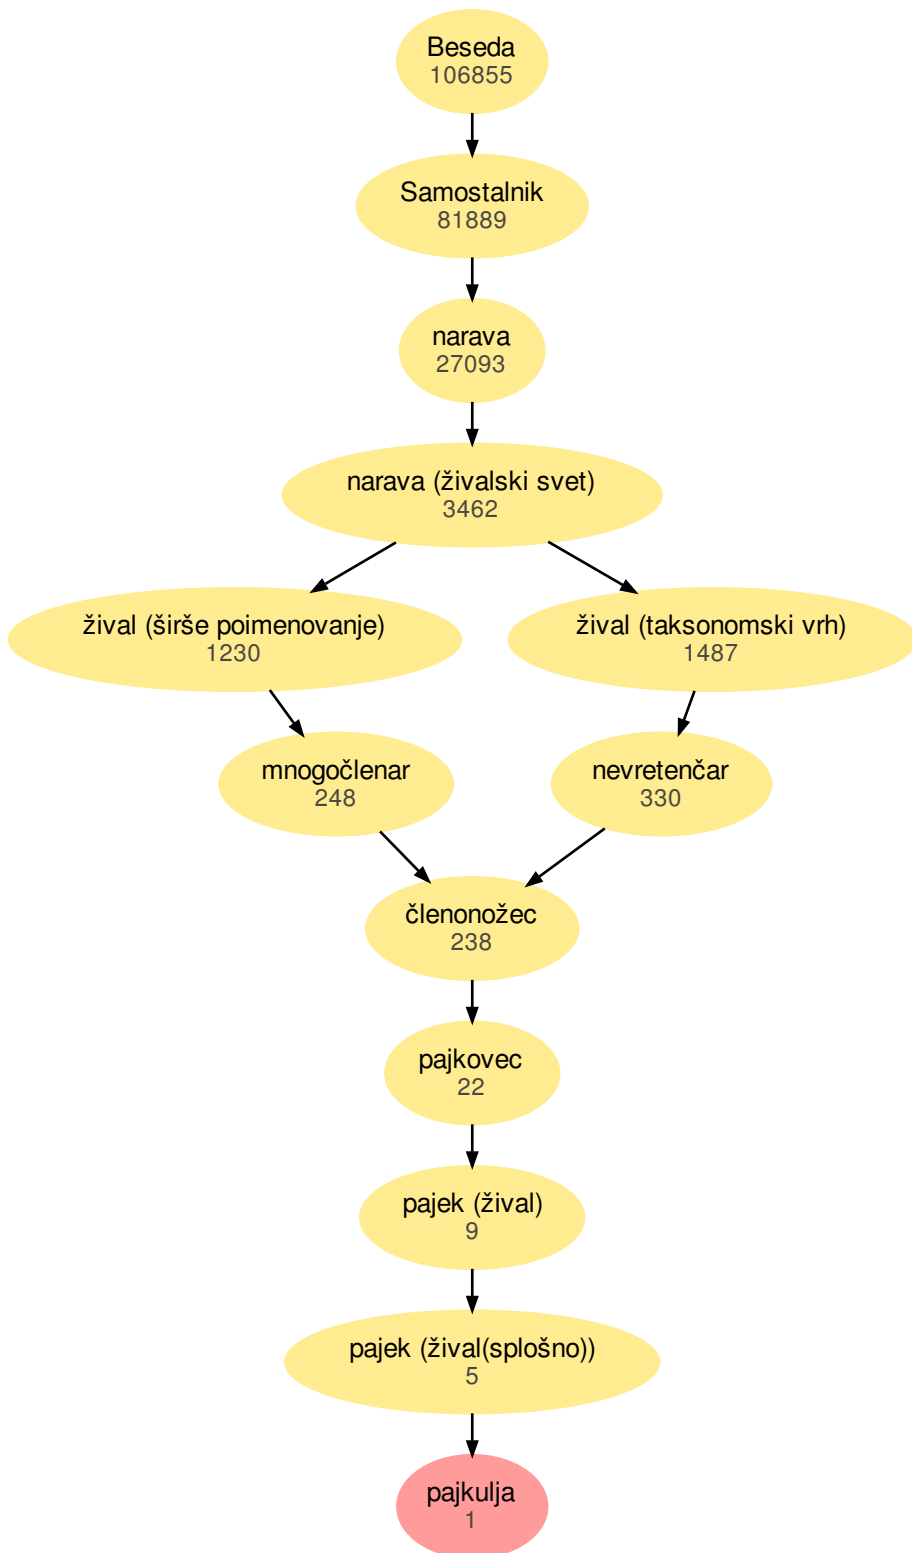 Beseda
106855
Samostalnik
81889
narava
27093
narava (živalski svet)
3462
žival (širše poimenovanje)
1230
žival (taksonomski vrh)
1487
mnogočlenar
248
nevretenčar
330
členonožec
238
pajkovec
22
pajek (žival)
9
pajek (žival(splošno))
5
pajkulja
1